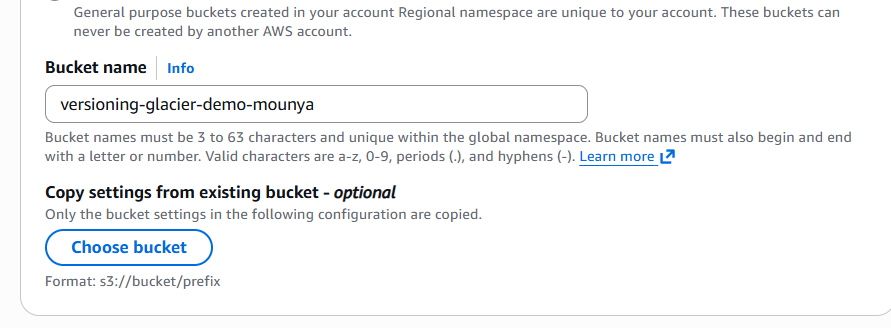 General purpose buckets created in your account Regional namespace are unique to your account. These buckets can
never be created by another AWS account.
Bucket name Info
versioning-glacier-demo-mounya
Bucket names must be 3 to 63 characters and unique within the global namespace. Bucket names must also begin and end
with a letter or number. Valid characters are a-z, 0-9, periods (.), and hyphens (-). Learn more
Copy settings from existing bucket - optional
Only the bucket settings in the following configuration are copied.
Choose bucket
Format: s3://bucket/prefix